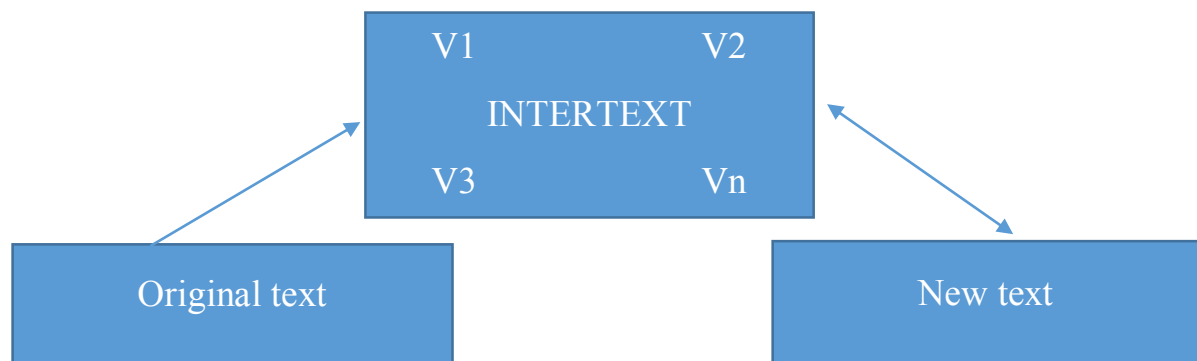 V1 V2
INTERTEXT
V3 Vn
Original text
New text